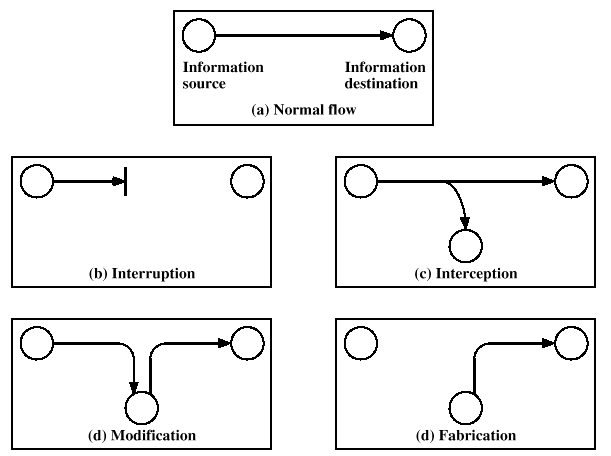 Information
source
Information
destination
(a) Normal flow
(b) Interruption
(c) Interception
(d) Modification
(d) Fabrication